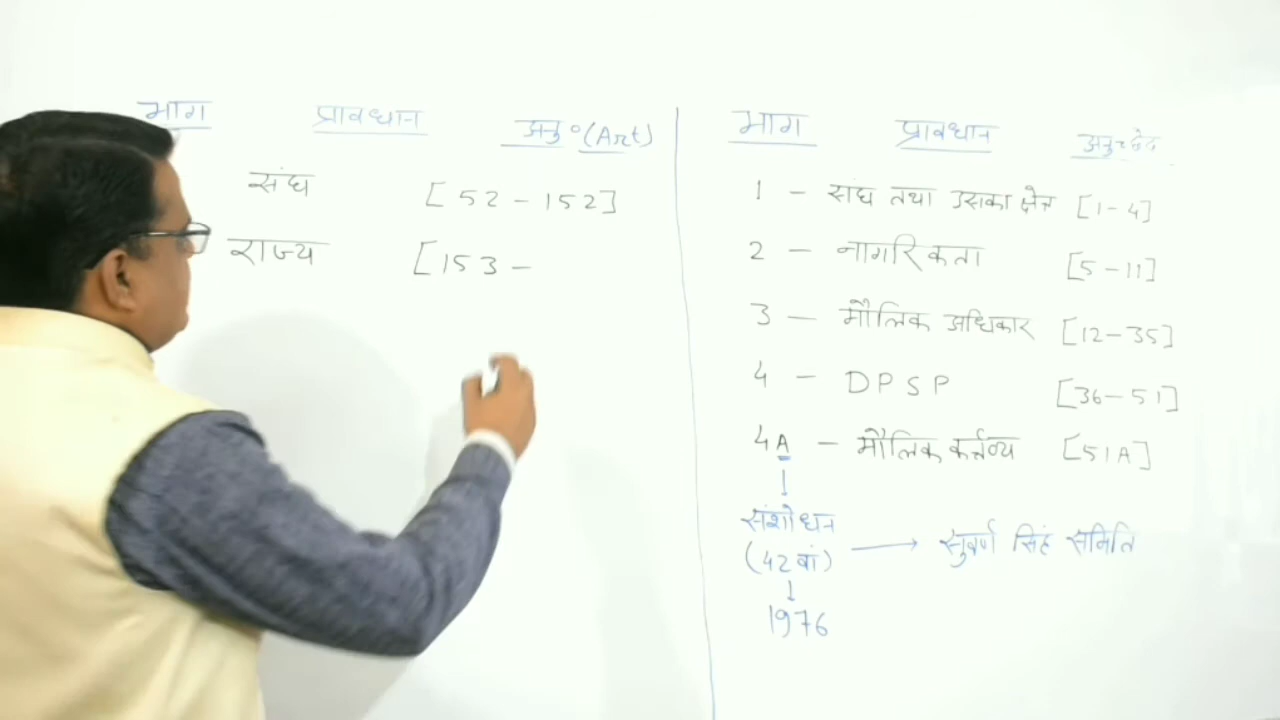 भाग प्रावधान अनु०(Art)
संघ [52-152]
राज्य [153-
भाग प्रावधान अनुच्छेद
1 - संघ तथा उसका क्षेत्र [1-4]
2 - नागरिकता [5-11]
3 - मौलिक अधिकार [12-35]
4 - DPSP [36-51]
4A - मौलिक कर्त्तव्य [51A]
↓
संशोधन
(42वां) → सुवर्ण सिंह समिति
↓
1976